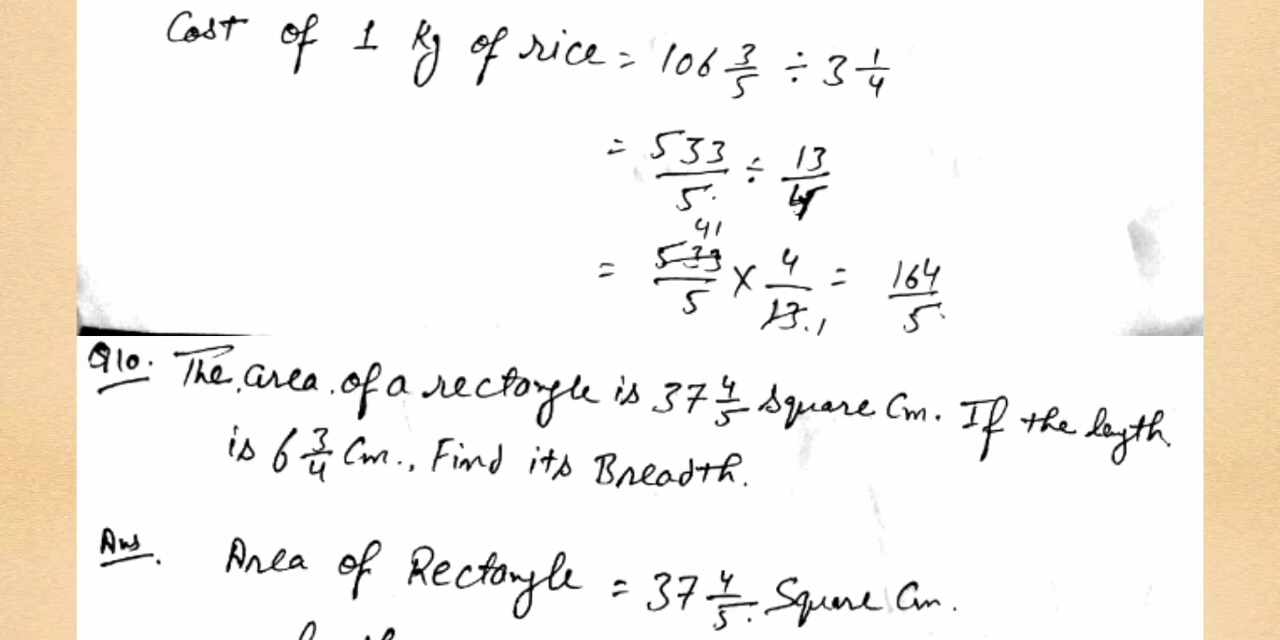 Cost of 1 Kg of rice = 106 3/5 ÷ 3 1/4
= 533/5 ÷ 13/4
41
= 533/5 × 4/13 1 = 164/5
Q10. The area of a rectangle is 37 4/5 square Cm. If the length
is 6 3/4 Cm., Find its Breadth.
Ans. Area of Rectangle = 37 4/5 Square Cm.